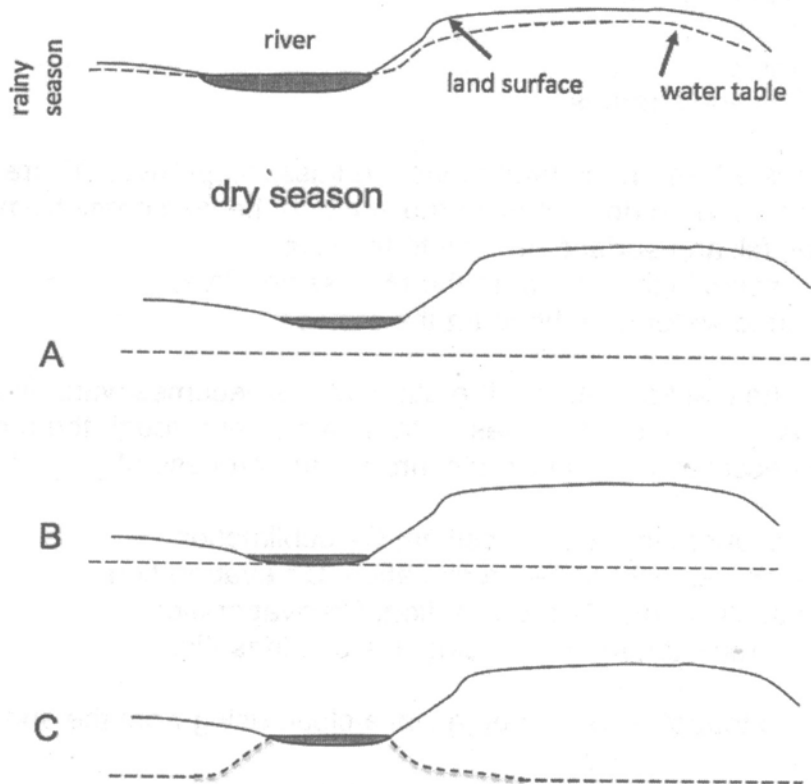 river
rainy
season
land surface
water table
dry season
A
B
C